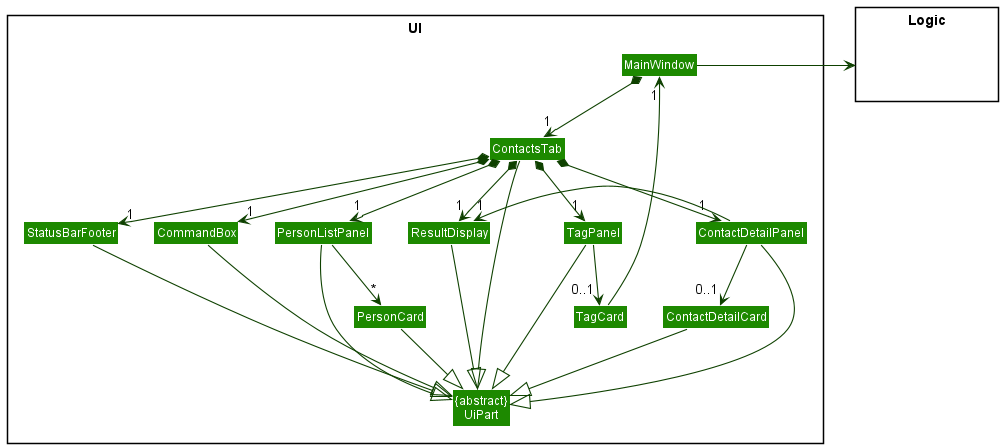 UI
Logic
MainWindow
1
1
ContactsTab
1
1
1
1
1
1
1
StatusBarFooter
CommandBox
PersonListPanel
ResultDisplay
TagPanel
ContactDetailPanel
*
0..1
0..1
PersonCard
TagCard
ContactDetailCard
{abstract}
UiPart